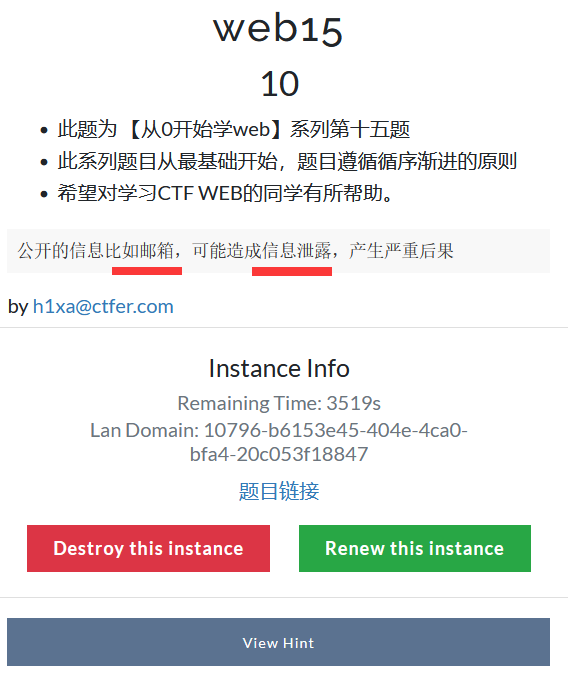 web15
10
此题为 【从0开始学web】系列第十五题
此系列题目从最基础开始，题目遵循循序渐进的原则
希望对学习CTF WEB的同学有所帮助。
公开的信息比如邮箱，可能造成信息泄露，产生严重后果
by h1xa@ctfer.com
Instance Info
Remaining Time: 3519s
Lan Domain: 10796-b6153e45-404e-4ca0-
bfa4-20c053f18847
题目链接
Destroy this instance
Renew this instance
View Hint